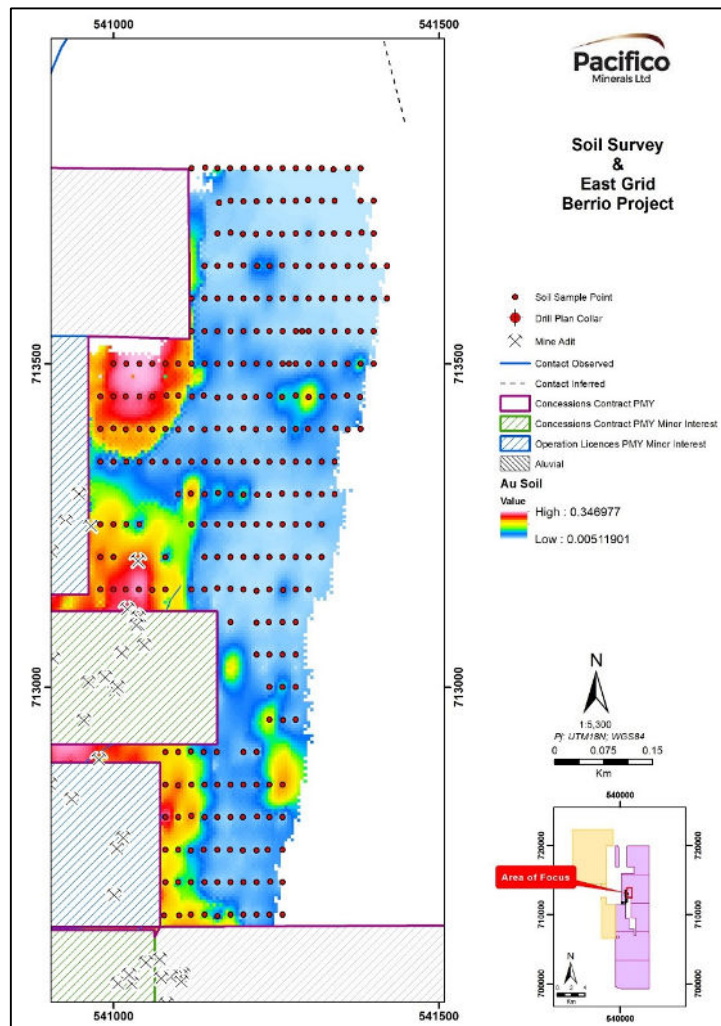 541000
541500
713500
713500
713000
713000
541000
541500
Pacifico
Minerals Ltd
Soil Survey
&
East Grid
Berrio Project
Soil Sample Point
Drill Plan Collar
Mine Adit
Contact Observed
Contact Inferred
Concessions Contract PMY
Concessions Contract PMY Minor Interest
Operation Licences PMY Minor Interest
Aluvial
Au Soil
Value
High : 0.346977
Low : 0.00511901
N
1:5,300
Pj: UTM18N; WGS84
0 0.075 0.15
Km
540000
720000
720000
Area of Focus
710000
710000
700000
700000
N
0 2 4
Km
540000